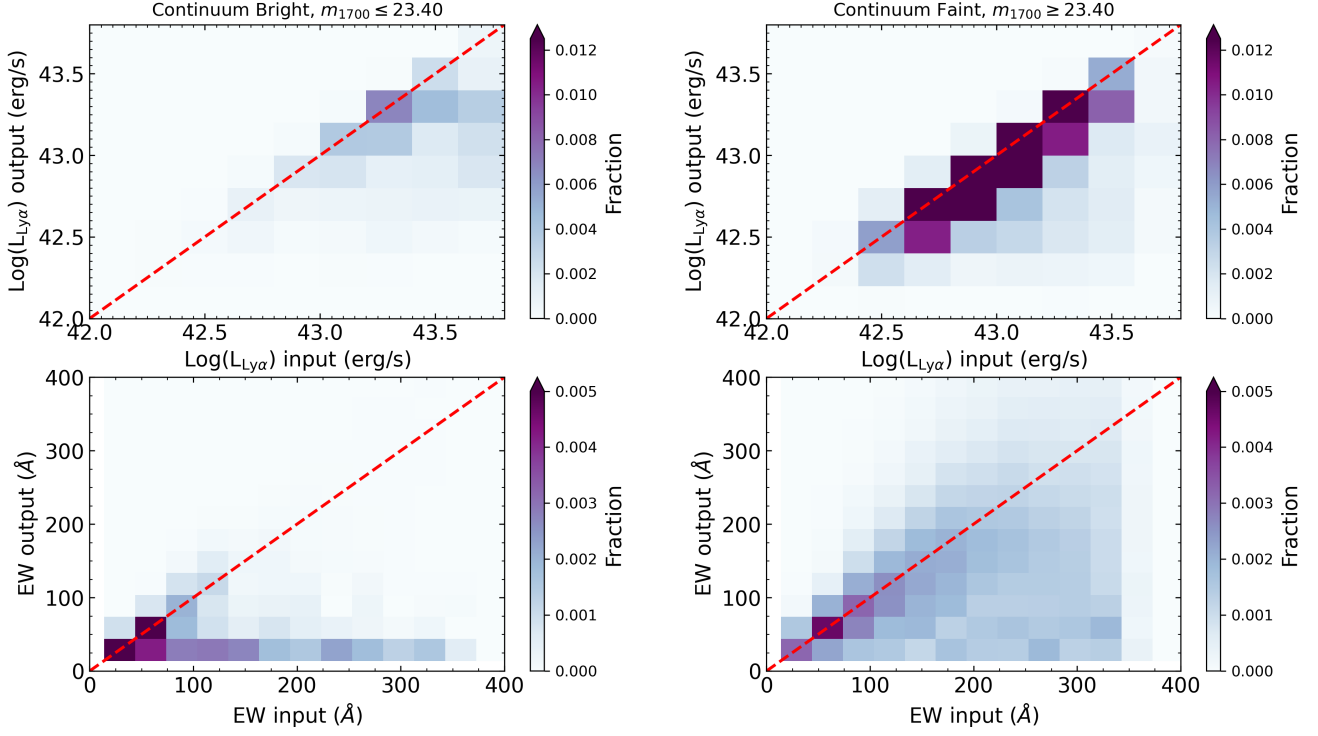 Continuum Bright, m₁₇₀₀ ≤ 23.40
Log(L_Lyα) output (erg/s)
43.5
43.0
42.5
42.0
42.0 42.5 43.0 43.5
Log(L_Lyα) input (erg/s)
0.012
0.010
0.008
0.006
0.004
0.002
0.000
Fraction
Continuum Faint, m₁₇₀₀ ≥ 23.40
Log(L_Lyα) output (erg/s)
43.5
43.0
42.5
42.0
42.0 42.5 43.0 43.5
Log(L_Lyα) input (erg/s)
0.012
0.010
0.008
0.006
0.004
0.002
0.000
Fraction
EW output (Å)
400
300
200
100
0
0 100 200 300 400
EW input (Å)
0.005
0.004
0.003
0.002
0.001
0.000
Fraction
EW output (Å)
400
300
200
100
0
0 100 200 300 400
EW input (Å)
0.005
0.004
0.003
0.002
0.001
0.000
Fraction